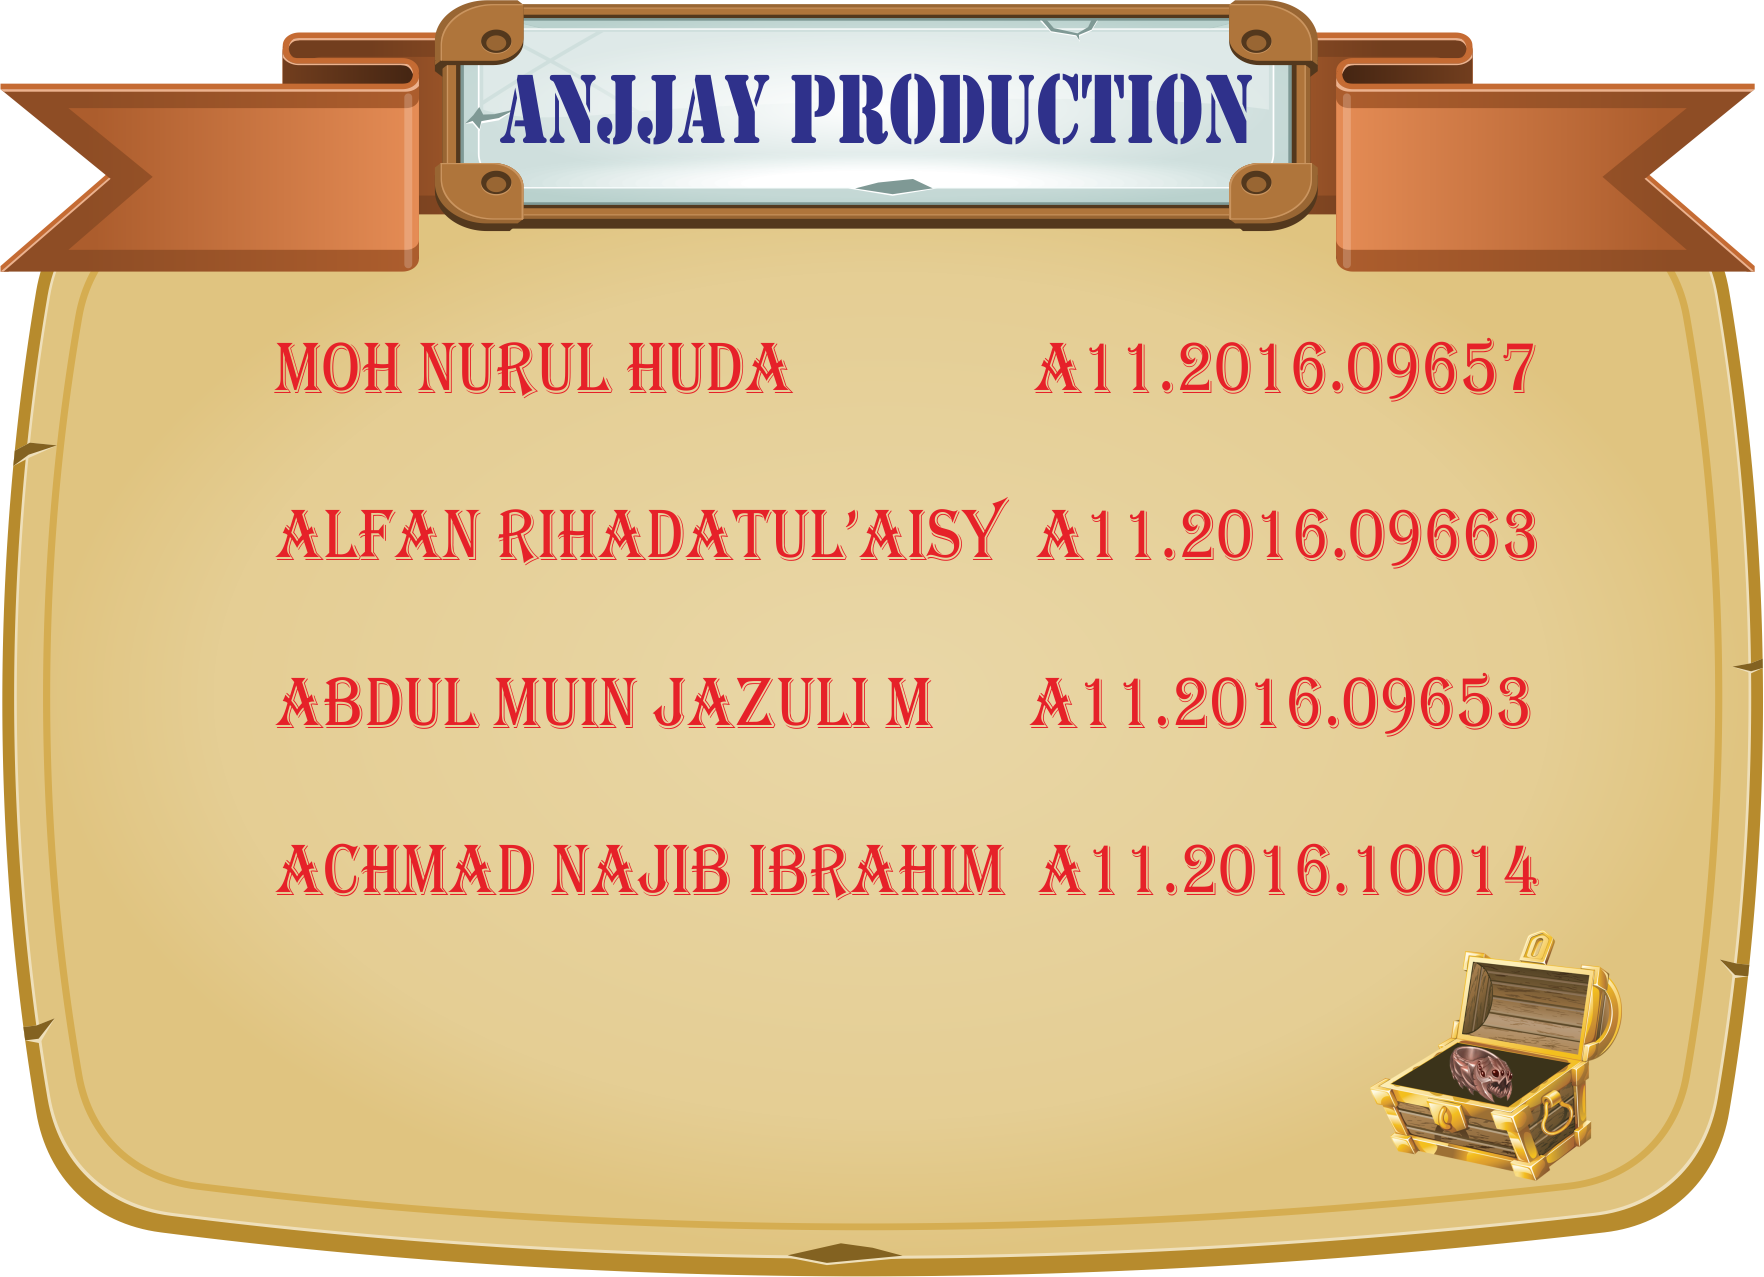 ANJJAY PRODUCTION
MOH NURUL HUDA A11.2016.09657
ALFAN RIHADATUL'AISY A11.2016.09663
ABDUL MUIN JAZULI M A11.2016.09653
ACHMAD NAJIB IBRAHIM A11.2016.10014